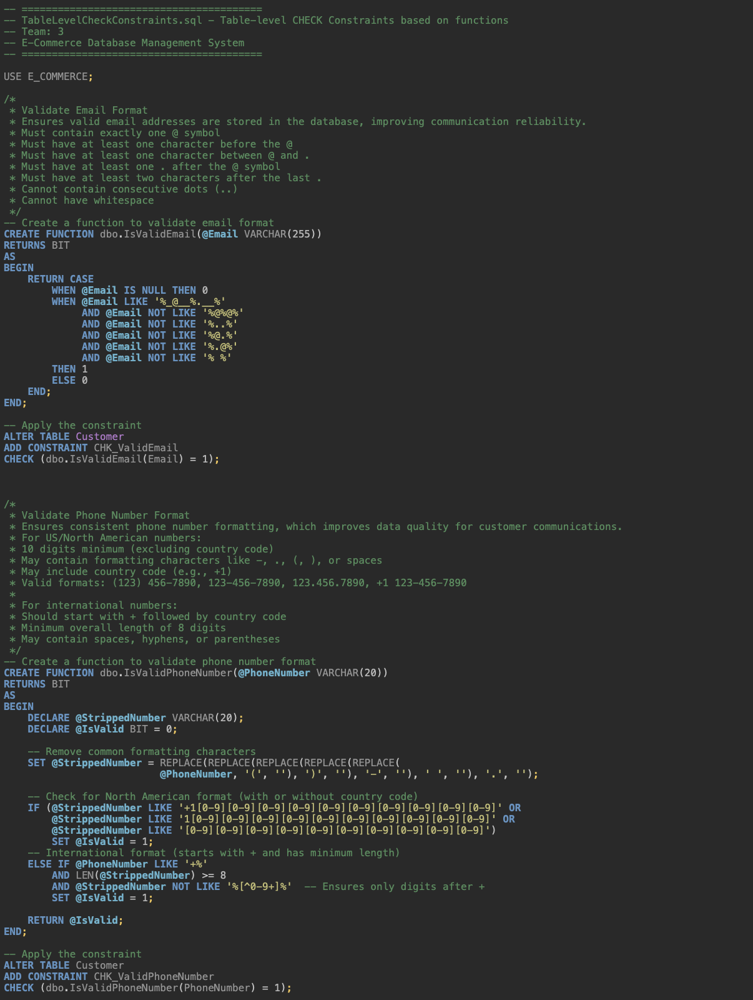 -- ========================================
-- TableLevelCheckConstraints.sql - Table-level CHECK Constraints based on functions
-- Team: 3
-- E-Commerce Database Management System
-- ========================================

USE E_COMMERCE;

/*
 * Validate Email Format
 * Ensures valid email addresses are stored in the database, improving communication reliability.
 * Must contain exactly one @ symbol
 * Must have at least one character before the @
 * Must have at least one character between @ and .
 * Must have at least one . after the @ symbol
 * Must have at least two characters after the last .
 * Cannot contain consecutive dots (..)
 * Cannot have whitespace
 */
-- Create a function to validate email format
CREATE FUNCTION dbo.IsValidEmail(@Email VARCHAR(255))
RETURNS BIT
AS
BEGIN
    RETURN CASE
        WHEN @Email IS NULL THEN 0
        WHEN @Email LIKE '%_@__%.__%'
             AND @Email NOT LIKE '%@%@%'
             AND @Email NOT LIKE '%..%'
             AND @Email NOT LIKE '%@.%'
             AND @Email NOT LIKE '%.@%'
             AND @Email NOT LIKE '% %'
        THEN 1
        ELSE 0
    END;
END;

-- Apply the constraint
ALTER TABLE Customer
ADD CONSTRAINT CHK_ValidEmail
CHECK (dbo.IsValidEmail(Email) = 1);

/*
 * Validate Phone Number Format
 * Ensures consistent phone number formatting, which improves data quality for customer communications.
 * For US/North American numbers:
 * 10 digits minimum (excluding country code)
 * May contain formatting characters like -, ., (, ), or spaces
 * May include country code (e.g., +1)
 * Valid formats: (123) 456-7890, 123-456-7890, 123.456.7890, +1 123-456-7890
 *
 * For international numbers:
 * Should start with + followed by country code
 * Minimum overall length of 8 digits
 * May contain spaces, hyphens, or parentheses
 */
-- Create a function to validate phone number format
CREATE FUNCTION dbo.IsValidPhoneNumber(@PhoneNumber VARCHAR(20))
RETURNS BIT
AS
BEGIN
    DECLARE @StrippedNumber VARCHAR(20);
    DECLARE @IsValid BIT = 0;

    -- Remove common formatting characters
    SET @StrippedNumber = REPLACE(REPLACE(REPLACE(REPLACE(REPLACE(
                          @PhoneNumber, '(', ''), ')', ''), '-', ''), ' ', ''), '.', '');

    -- Check for North American format (with or without country code)
    IF (@StrippedNumber LIKE '+1[0-9][0-9][0-9][0-9][0-9][0-9][0-9][0-9][0-9][0-9]' OR
        @StrippedNumber LIKE '1[0-9][0-9][0-9][0-9][0-9][0-9][0-9][0-9][0-9][0-9]' OR
        @StrippedNumber LIKE '[0-9][0-9][0-9][0-9][0-9][0-9][0-9][0-9][0-9][0-9]')
        SET @IsValid = 1;
    -- International format (starts with + and has minimum length)
    ELSE IF @PhoneNumber LIKE '+%'
        AND LEN(@StrippedNumber) >= 8
        AND @StrippedNumber NOT LIKE '%[^0-9+]%'  -- Ensures only digits after +
        SET @IsValid = 1;

    RETURN @IsValid;
END;

-- Apply the constraint
ALTER TABLE Customer
ADD CONSTRAINT CHK_ValidPhoneNumber
CHECK (dbo.IsValidPhoneNumber(PhoneNumber) = 1);